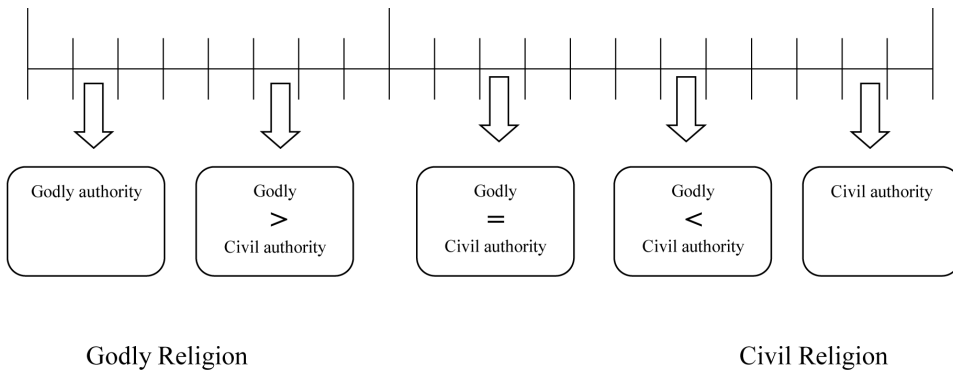 Godly authority
Godly
>
Civil authority
Godly
=
Civil authority
Godly
<
Civil authority
Civil authority
Godly Religion
Civil Religion